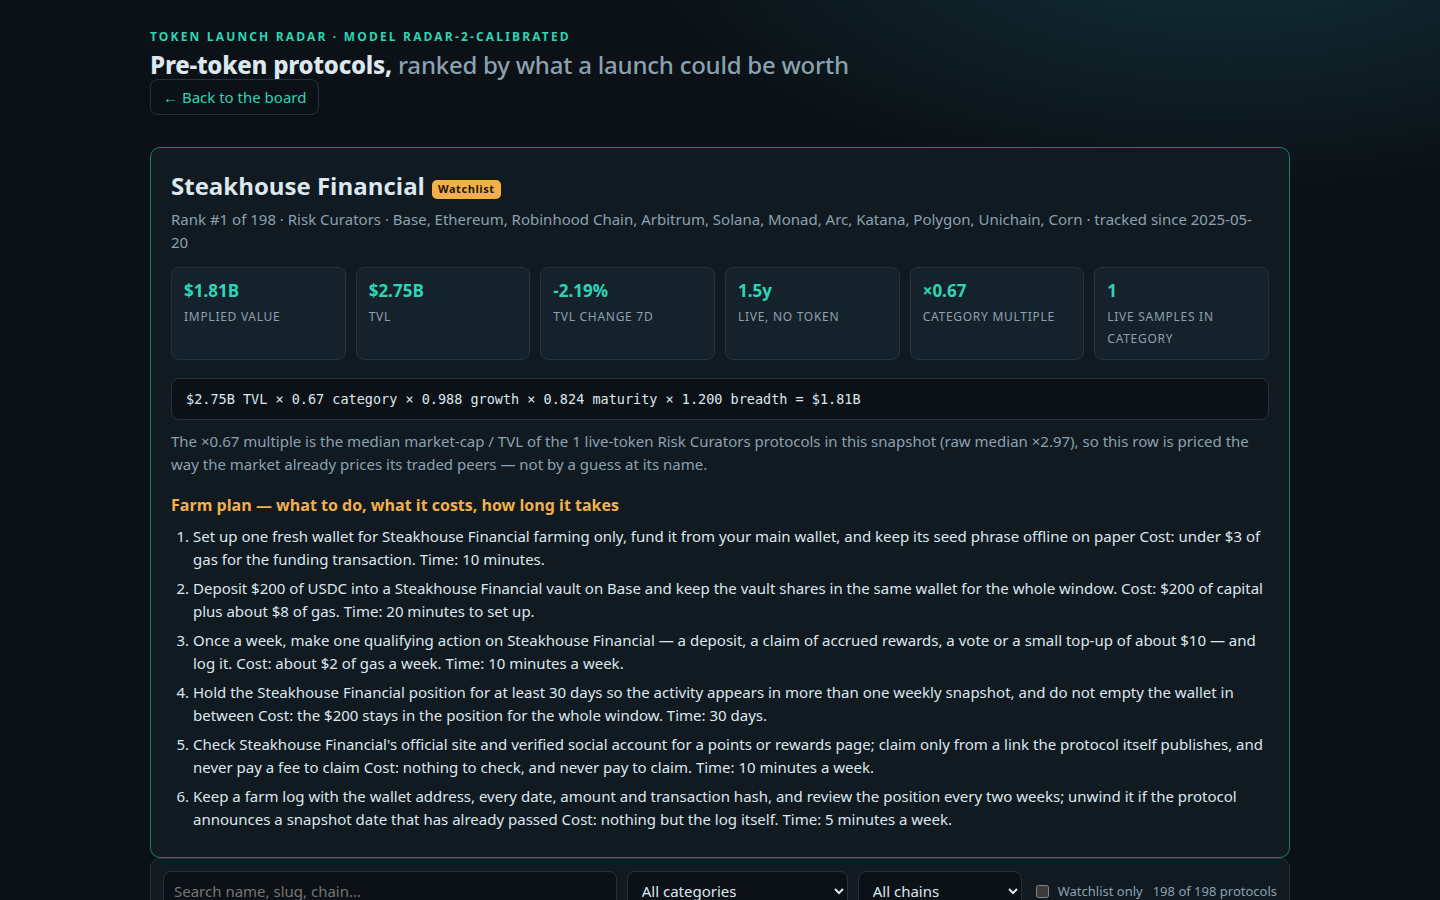 TOKEN LAUNCH RADAR · MODEL RADAR-2-CALIBRATED
Pre-token protocols, ranked by what a launch could be worth
← Back to the board
Steakhouse Financial Watchlist
Rank #1 of 198 · Risk Curators · Base, Ethereum, Robinhood Chain, Arbitrum, Solana, Monad, Arc, Katana, Polygon, Unichain, Corn · tracked since 2025-05-
20
$1.81B
IMPLIED VALUE
$2.75B
TVL
-2.19%
TVL CHANGE 7D
1.5y
LIVE, NO TOKEN
×0.67
CATEGORY MULTIPLE
1
LIVE SAMPLES IN
CATEGORY
$2.75B TVL × 0.67 category × 0.988 growth × 0.824 maturity × 1.200 breadth = $1.81B
The ×0.67 multiple is the median market-cap / TVL of the 1 live-token Risk Curators protocols in this snapshot (raw median ×2.97), so this row is priced the
way the market already prices its traded peers — not by a guess at its name.
Farm plan — what to do, what it costs, how long it takes
1. Set up one fresh wallet for Steakhouse Financial farming only, fund it from your main wallet, and keep its seed phrase offline on paper Cost: under $3 of
gas for the funding transaction. Time: 10 minutes.
2. Deposit $200 of USDC into a Steakhouse Financial vault on Base and keep the vault shares in the same wallet for the whole window. Cost: $200 of capital
plus about $8 of gas. Time: 20 minutes to set up.
3. Once a week, make one qualifying action on Steakhouse Financial — a deposit, a claim of accrued rewards, a vote or a small top-up of about $10 — and
log it. Cost: about $2 of gas a week. Time: 10 minutes a week.
4. Hold the Steakhouse Financial position for at least 30 days so the activity appears in more than one weekly snapshot, and do not empty the wallet in
between Cost: the $200 stays in the position for the whole window. Time: 30 days.
5. Check Steakhouse Financial's official site and verified social account for a points or rewards page; claim only from a link the protocol itself publishes, and
never pay a fee to claim Cost: nothing to check, and never pay to claim. Time: 10 minutes a week.
6. Keep a farm log with the wallet address, every date, amount and transaction hash, and review the position every two weeks; unwind it if the protocol
announces a snapshot date that has already passed Cost: nothing but the log itself. Time: 5 minutes a week.
Search name, slug, chain... All categories All chains Watchlist only 198 of 198 protocols